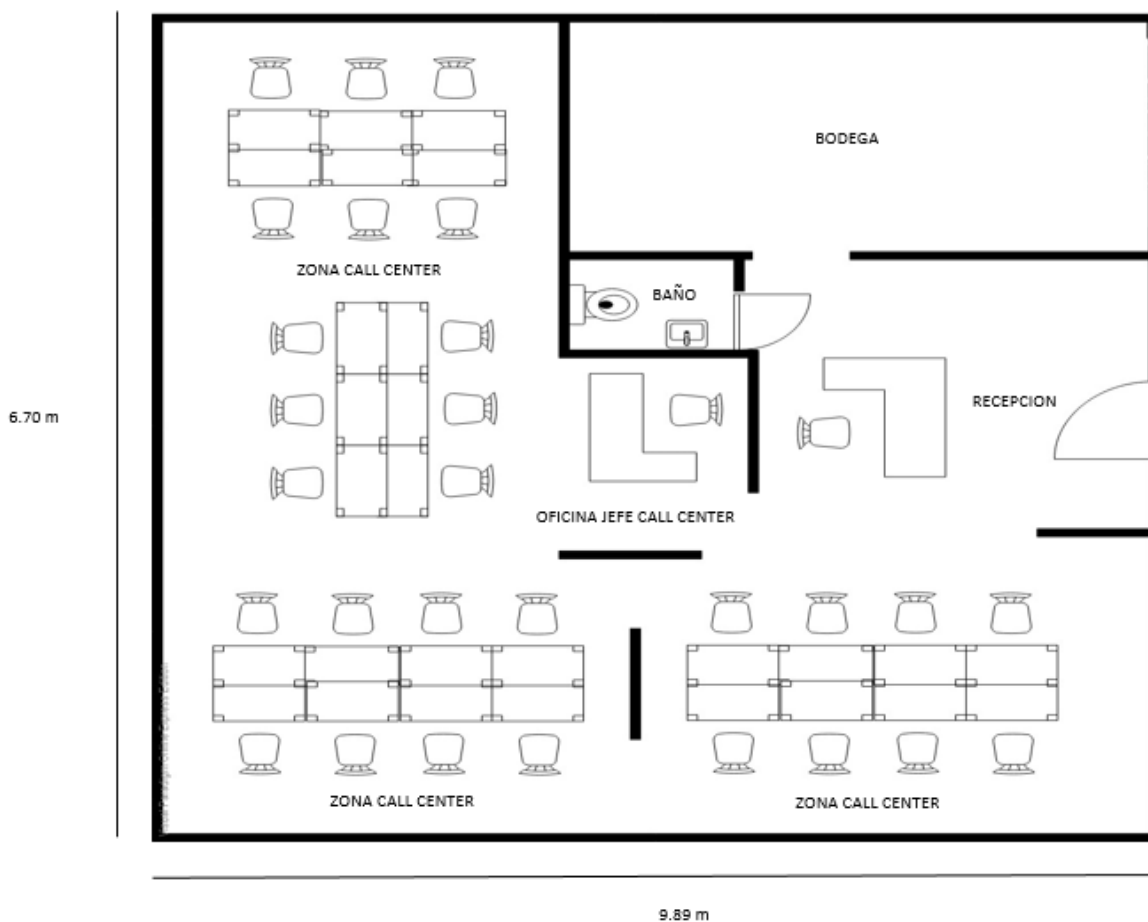 BODEGA
ZONA CALL CENTER
BAÑO
RECEPCION
6.70 m
OFICINA JEFE CALL CENTER
ZONA CALL CENTER
ZONA CALL CENTER
9.89 m